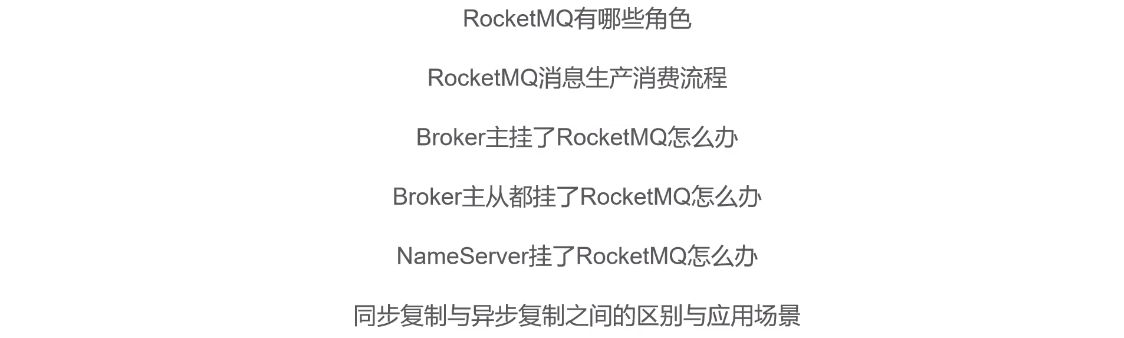 RocketMQ有哪些角色
RocketMQ消息生产消费流程
Broker主挂了RocketMQ怎么办
Broker主从都挂了RocketMQ怎么办
NameServer挂了RocketMQ怎么办
同步复制与异步复制之间的区别与应用场景